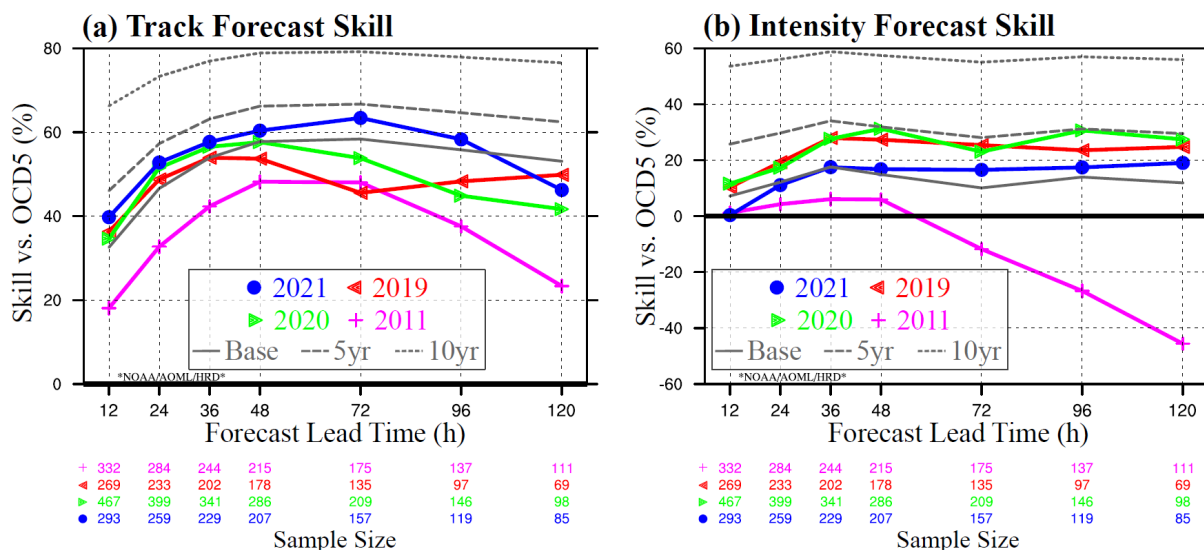 (a) Track Forecast Skill
Skill vs. OCD5 (%)
80
60
40
20
0
2021 2019
2020 2011
Base 5yr 10yr
*NOAA/AOML/HRD*
12 24 36 48 72 96 120
Forecast Lead Time (h)
+ 332 284 244 215 175 137 111
269 233 202 178 135 97 69
467 399 341 286 209 146 98
293 259 229 207 157 119 85
Sample Size
(b) Intensity Forecast Skill
Skill vs. OCD5 (%)
60
40
20
0
-20
-40
-60
2021 2019
2020 2011
Base 5yr 10yr
*NOAA/AOML/HRD*
12 24 36 48 72 96 120
Forecast Lead Time (h)
+ 332 284 244 215 175 137 111
269 233 202 178 135 97 69
467 399 341 286 209 146 98
293 259 229 207 157 119 85
Sample Size